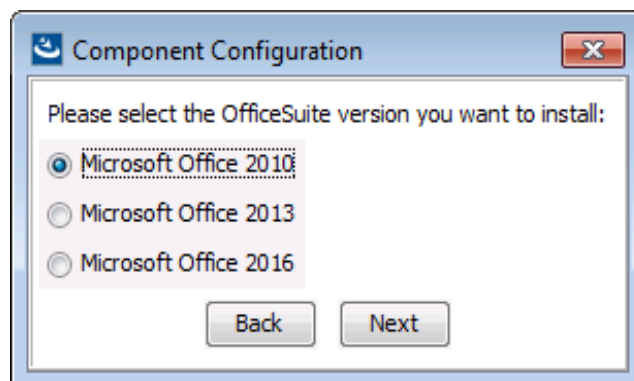 Component Configuration
Please select the OfficeSuite version you want to install:
Microsoft Office 2010
Microsoft Office 2013
Microsoft Office 2016
Back Next